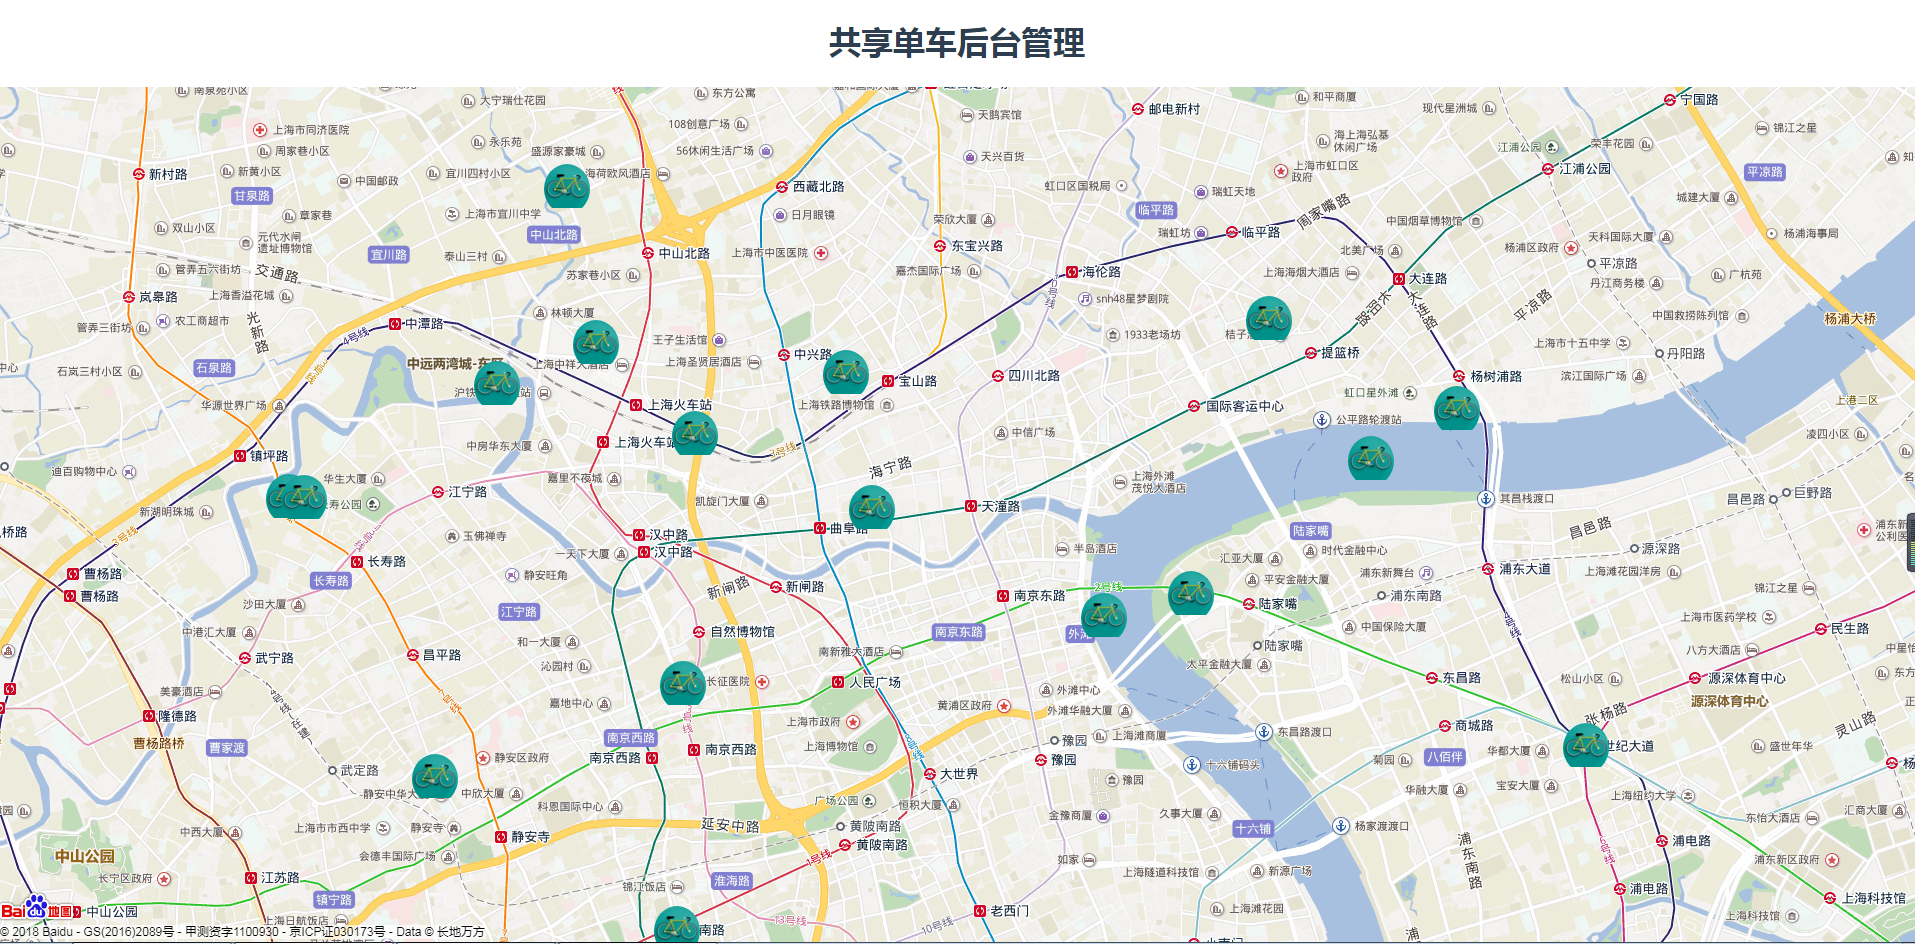 共享单车后台管理
南泉苑小区
大宁瑞仕花园
东方公寓
天鹅宾馆
邮电新村
和平商厦
现代星洲城
宁国路
上海市同济医院
108创意广场
海上海弘基
休闲广场
锦江之星
周家巷小区
永乐苑
盛源家豪城
56休闲生活广场
天兴百货
江浦公园
荣丰花园
新村路
新黄小区
中国邮政
宜川四村小区
海荷欧风酒店
西藏北路
虹口区国税局
上海市虹口区
政府
江浦公园
平凉路
甘泉路
章家巷
上海市宜川中学
日月眼镜
荣欣大厦
临平路
瑞虹天地
周家嘴路
中国烟草博物馆
城建大厦
双山小区
元代水闸
遗址博物馆
宜川路
中山北路
泰山三村
中山北路
上海市中医医院
东宝兴路
瑞虹坊
临平路
北美广场
杨浦区政府
天科国际大厦
杨浦海事局
管弄五六街坊
交通路
苏家巷小区
嘉杰国际广场
海伦路
上海海烟大酒店
大连路
平凉路
丹江商务楼
广杭苑
岚皋路
上海香溢花城
林顿大厦
snh48星梦剧院
大连路
平凉路
管弄三街坊
农工商超市
光新路
4号线
中潭路
王子生活馆
1933老场坊
桔子
中国救捞陈列馆
杨浦大桥
石泉路
中远两湾城-东区
上海中祥大酒店
上海圣贤居酒店
中兴路
提篮桥
上海市十五中学
丹阳路
石岚三村小区
宝山路
四川北路
杨树浦路
滨江国际广场
华源世界广场
上海火车站
上海铁路博物馆
国际客运中心
虹口星外滩
公平路轮渡站
上港二区
镇坪路
中房华东大厦
上海火车站
3号线
中信广场
凌四小区
迪百购物中心
华生大厦
江宁路
嘉里不夜城
海宁路
上海外滩
茂悦大酒店
其昌栈渡口
昌邑路
巨野路
新湖明珠城
寿公园
凯旋门大厦
天潼路
曲阜路
陆家嘴
昌邑路
3号线
玉佛禅寺
汉中路
汉中路
一天下大厦
半岛酒店
汇亚大厦
时代金融中心
源深路
曹杨路
曹杨路
长寿路
长寿路
静安旺角
新闸路
新闸路
2号线
平安金融大厦
浦东新舞台
浦东大道
上海滩花园洋房
沙田大厦
江宁路
南京东路
陆家嘴
浦东南路
锦江之星
上海市医药学校
中港汇大厦
和一大厦
自然博物馆
南京东路
外滩
中国保险大厦
4号线
民生路
武宁路
昌平路
沁园村
南新雅大酒店
太平金融大厦
陆家嘴
八方大酒店
美豪酒店
长征医院
人民广场
外滩中心
东昌路
松山小区
源深体育中心
源深体育中心
隆德路
嘉地中心
上海市政府
黄浦区政府
外滩华融大厦
商城路
张杨路
灵山路
曹杨路桥
曹家渡
南京西路
南京西路
南京西路
上海博物馆
豫园
上海滩商厦
东昌路渡口
八佰伴
华都大厦
世纪大道
盛世年华
武定路
静安区政府
大世界
豫园
豫园
十六铺码头
菊园
中欣大厦
科恩国际中心
广场公园
恒积大厦
金豫商厦
久事大厦
华融大厦
宝安大厦
上海纽约大学
汇商大厦
中西大厦
上海市市西中学
静安寺
静安寺
延安中路
黄陂南路
黄陂南路
十六铺
杨家渡渡口
浦东南路
浦电路
东怡大酒店
中山公园
会德丰国际广场
1号线
如家
上海隧道科技馆
新源广场
浦东新区政府
长宁区政府
江苏路
镇宁路
锦江饭店
淮海路
13号线
10号线
老西门
上海滩花园
浦电路
上海科技馆
上海科技馆
Bai du 地图
中山公园
上海日航饭店
南路
© 2018 Baidu - GS(2016)2089号 - 甲测资字1100930 - 京ICP证030173号 - Data © 长地万方